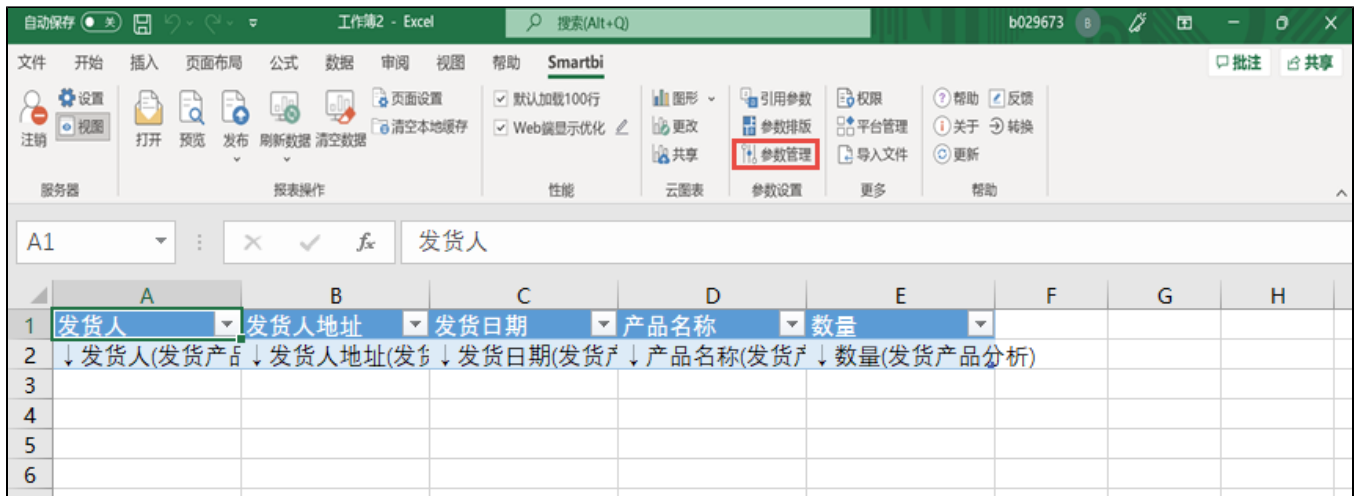 自动保存 关 工作簿2 - Excel 搜索(Alt+Q) b029673 B
文件 开始 插入 页面布局 公式 数据 审阅 视图 帮助 Smartbi 批注 共享
设置 页面设置 默认加载100行 图形 引用参数 权限 帮助 反馈
注销 视图 打开 预览 发布 刷新数据 清空数据 清空本地缓存 Web端显示优化 更改 参数排版 平台管理 关于 转换
共享 参数管理 导入文件 更新
服务器 报表操作 性能 云图表 参数设置 更多 帮助
A1 fx 发货人
A B C D E F G H
1 发货人 发货人地址 发货日期 产品名称 数量
2 ↓发货人(发货产品 ↓发货人地址(发货 ↓发货日期(发货产 ↓产品名称(发货产 ↓数量(发货产品分析)
3
4
5
6